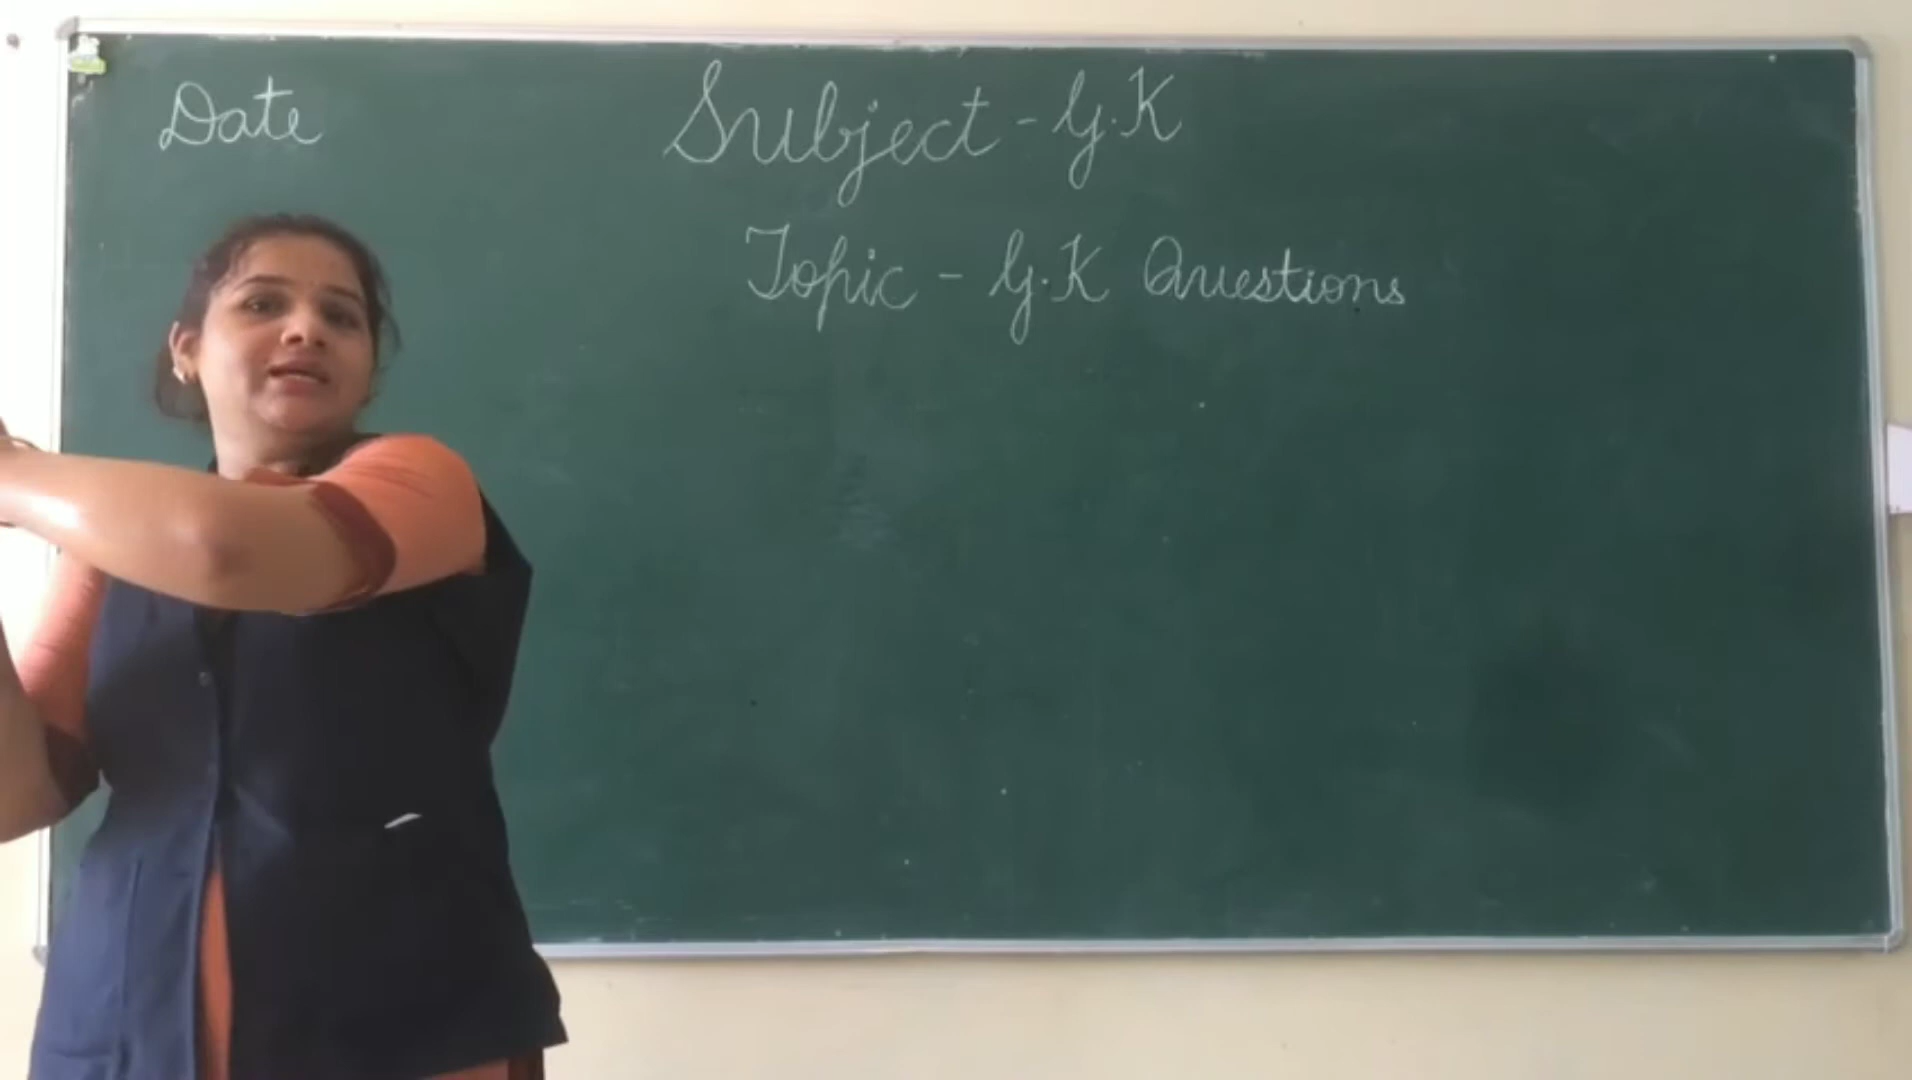 Date
Subject - G.K
Topic - G.K Questions